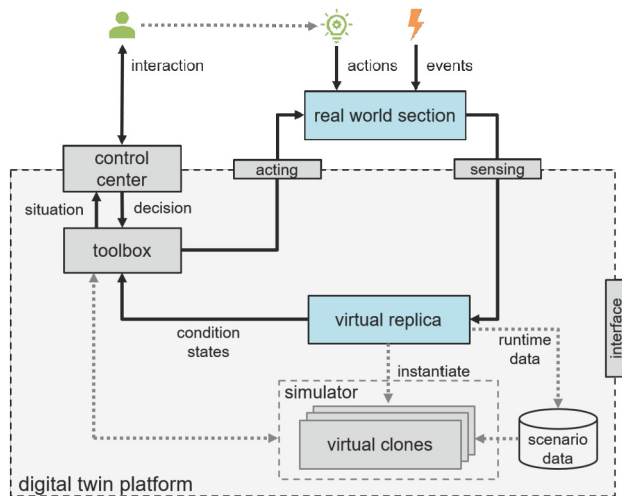 interaction
actions
events
real world section
control
center
acting
sensing
situation
decision
toolbox
interface
virtual replica
condition
states
runtime
data
instantiate
simulator
virtual clones
scenario
data
digital twin platform